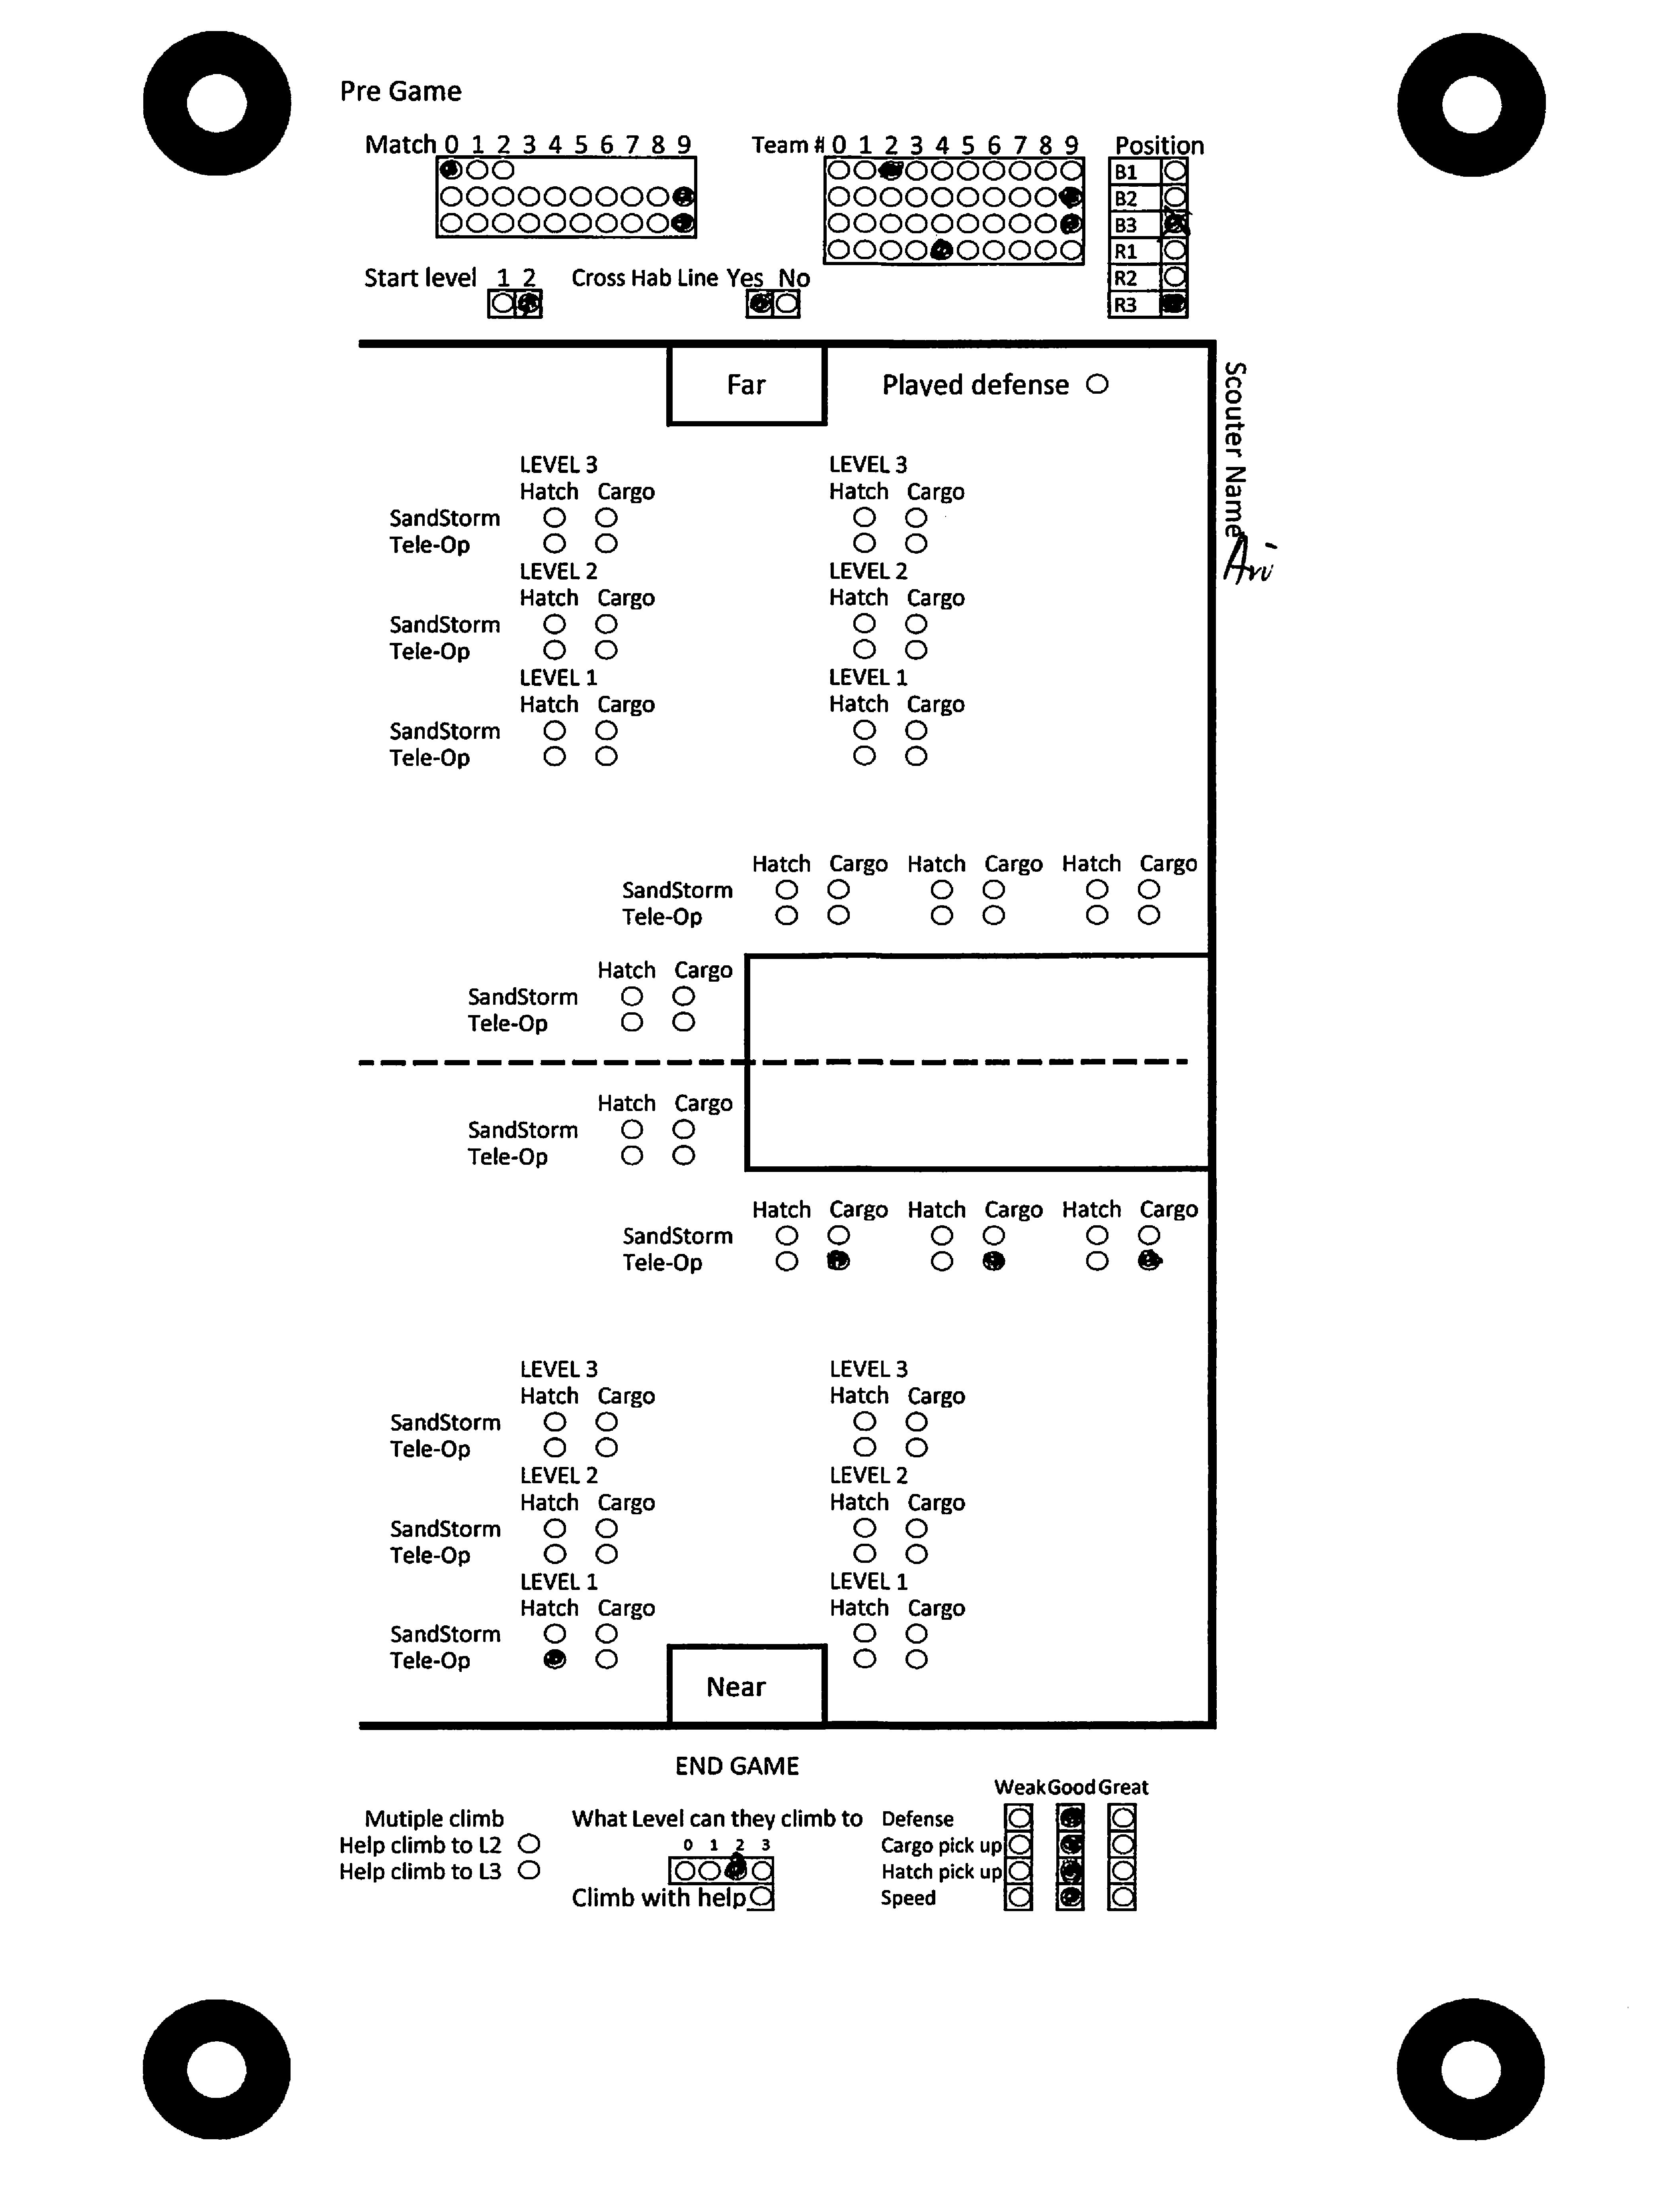 Pre Game
Match 0 1 2 3 4 5 6 7 8 9
Team # 0 1 2 3 4 5 6 7 8 9
Position
B1
B2
B3
R1
R2
R3
Start level 1 2
Cross Hab Line Yes No
Far
Played defense
Scouter Name
Ari
LEVEL 3 LEVEL 3
Hatch Cargo Hatch Cargo
SandStorm
Tele-Op
LEVEL 2 LEVEL 2
Hatch Cargo Hatch Cargo
SandStorm
Tele-Op
LEVEL 1 LEVEL 1
Hatch Cargo Hatch Cargo
SandStorm
Tele-Op
Hatch Cargo Hatch Cargo Hatch Cargo
SandStorm
Tele-Op
Hatch Cargo
SandStorm
Tele-Op
Hatch Cargo
SandStorm
Tele-Op
Hatch Cargo Hatch Cargo Hatch Cargo
SandStorm
Tele-Op
LEVEL 3 LEVEL 3
Hatch Cargo Hatch Cargo
SandStorm
Tele-Op
LEVEL 2 LEVEL 2
Hatch Cargo Hatch Cargo
SandStorm
Tele-Op
LEVEL 1 LEVEL 1
Hatch Cargo Hatch Cargo
SandStorm
Tele-Op
Near
END GAME
Mutiple climb
Help climb to L2
Help climb to L3
What Level can they climb to
0 1 2 3
Climb with help
Weak Good Great
Defense
Cargo pick up
Hatch pick up
Speed